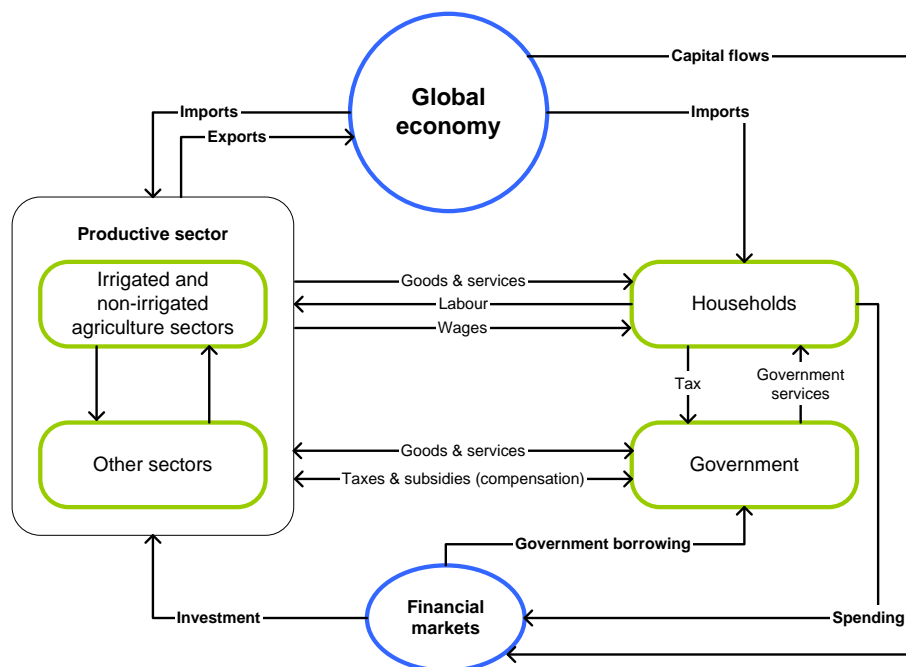 Capital flows
Global
economy
Imports
Imports
Exports
Productive sector
Irrigated and
non-irrigated
agriculture sectors
Goods & services
Labour
Wages
Households
Tax
Government
services
Other sectors
Goods & services
Taxes & subsidies (compensation)
Government
Government borrowing
Investment
Financial
markets
Spending